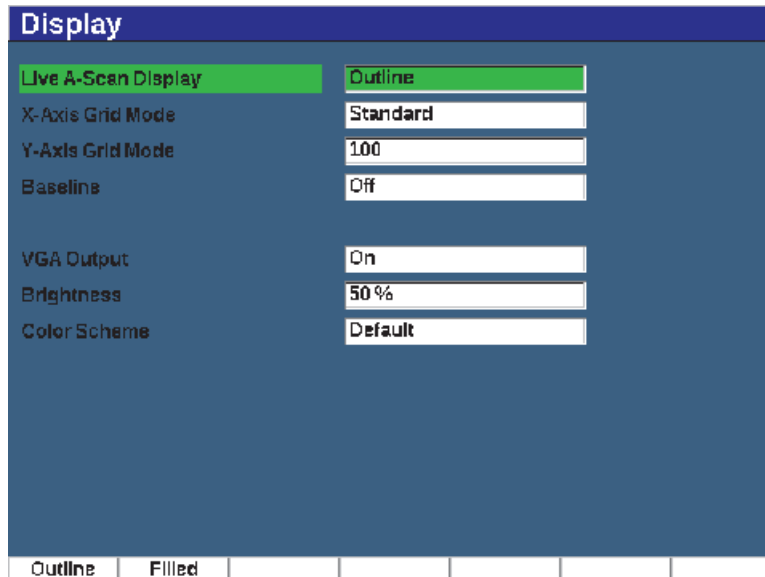 Display
Live A-Scan Display Outline
X-Axis Grid Mode Standard
Y-Axis Grid Mode 100
Baseline Off
VGA Output On
Brightness 50 %
Color Scheme Default
Outline Filled